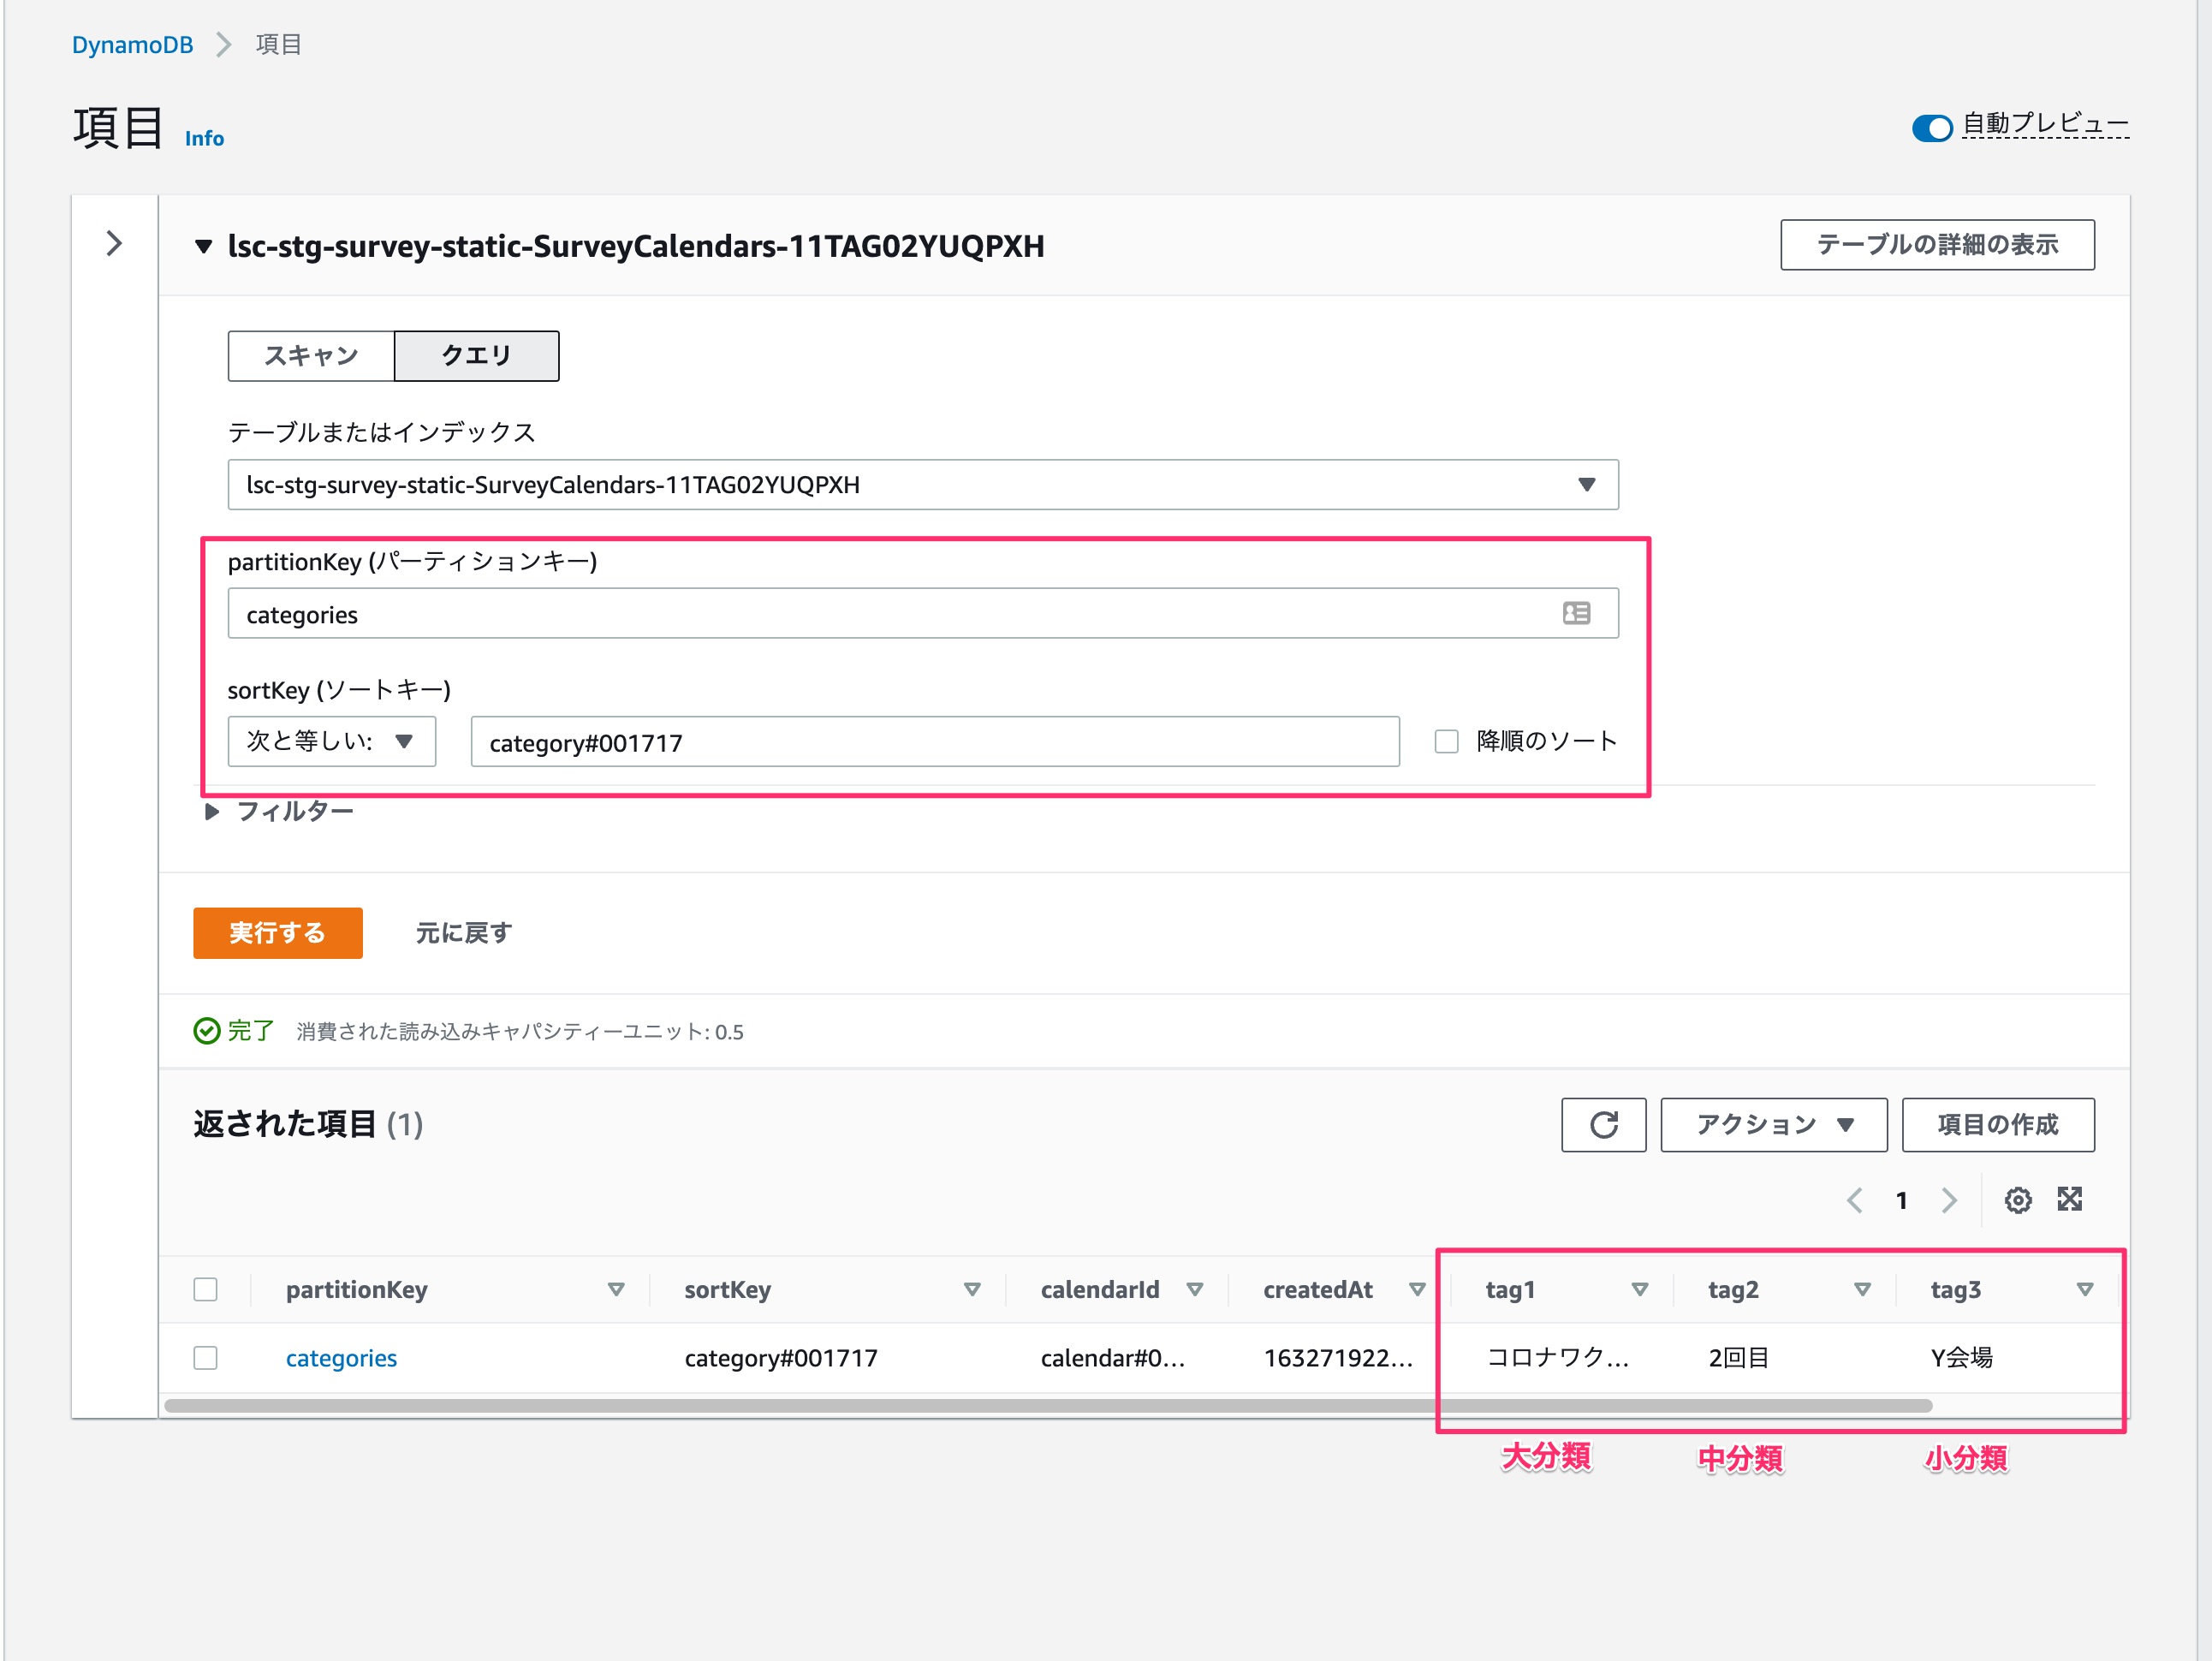 DynamoDB 項目
項目 Info
自動プレビュー
lsc-stg-survey-static-SurveyCalendars-11TAG02YUQPXH
テーブルの詳細の表示
スキャン クエリ
テーブルまたはインデックス
lsc-stg-survey-static-SurveyCalendars-11TAG02YUQPXH
partitionKey (パーティションキー)
categories
sortKey (ソートキー)
次と等しい: category#001717 降順のソート
フィルター
実行する 元に戻す
完了 消費された読み込みキャパシティーユニット: 0.5
返された項目 (1)
アクション 項目の作成
1
partitionKey sortKey calendarId createdAt tag1 tag2 tag3
categories category#001717 calendar#0... 163271922... コロナワク... 2回目 Y会場
大分類 中分類 小分類